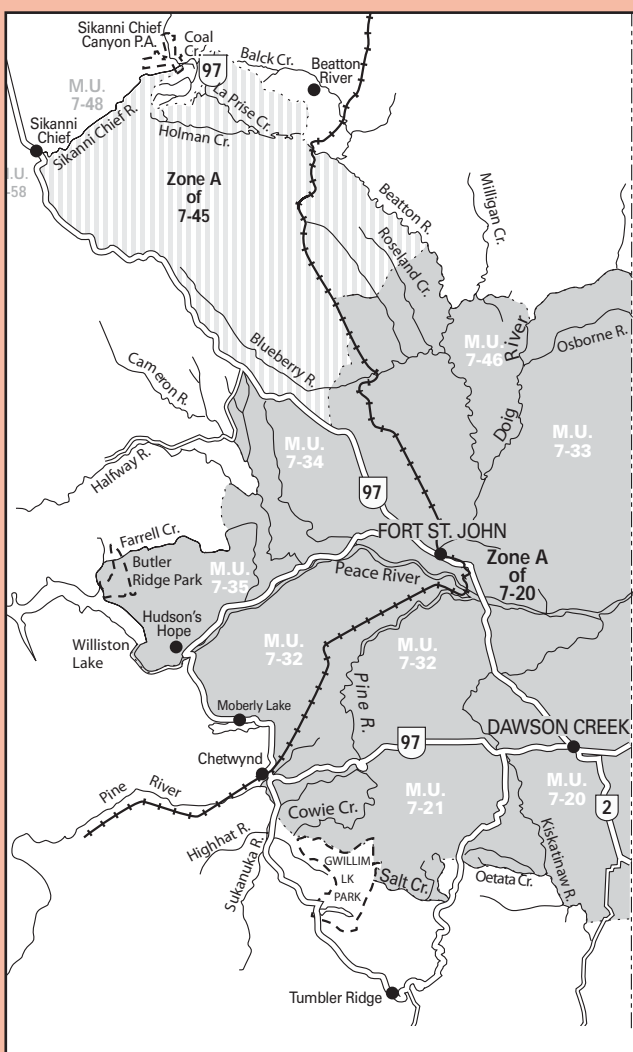 Sikanni Chief
Canyon P.A.
Coal
Cr.
97
Balck Cr.
Beatton
River
M.U.
7-48
La Prise Cr.
Sikanni
Chief
Sikanni Chief R.
Holman Cr.
-58
Zone A
of
7-45
Beatton R.
Milligan Cr.
Roseland Cr.
Blueberry R.
M.U.
7-46
Doig River
Osborne R.
Cameron R.
M.U.
7-34
M.U.
7-33
Halfway R.
97
Farrell Cr.
FORT ST. JOHN
Butler
Ridge Park
M.U.
7-35
Peace River
Zone A
of
7-20
Hudson's
Hope
Williston
Lake
M.U.
7-32
M.U.
7-32
Pine R.
Moberly Lake
97
DAWSON CREEK
Chetwynd
Pine River
M.U.
7-21
M.U.
7-20
2
Cowie Cr.
Highhat R.
Sukanuka R.
GWILLIM
LK
PARK
Salt Cr.
Oetata Cr.
Kiskatinaw R.
Tumbler Ridge